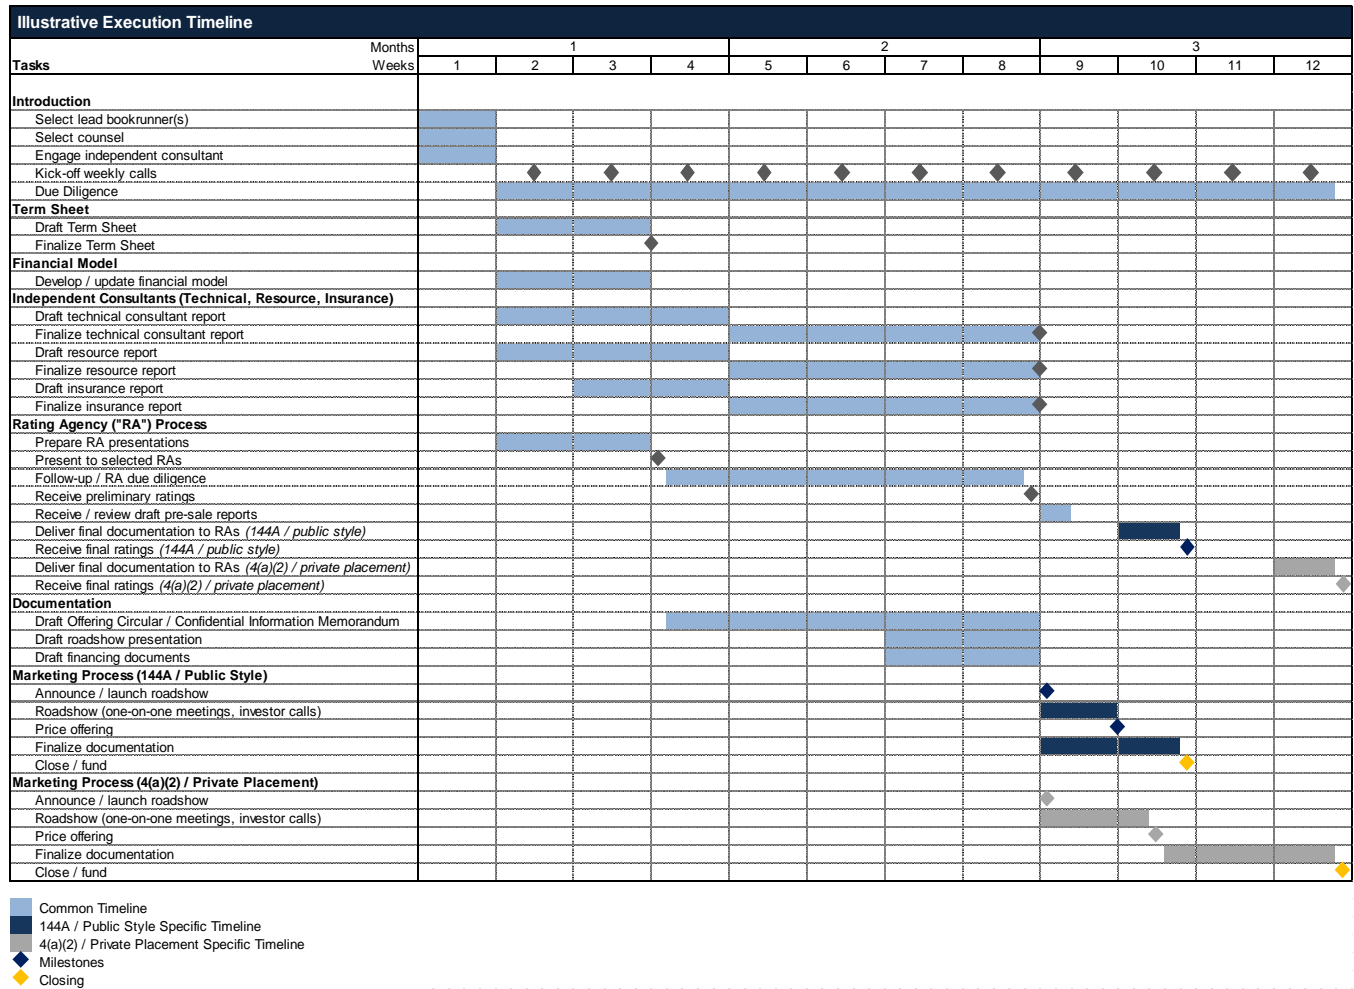 Illustrative Execution Timeline
Months 1 2 3
Tasks Weeks 1 2 3 4 5 6 7 8 9 10 11 12
Introduction
Select lead bookrunner(s)
Select counsel
Engage independent consultant
Kick-off weekly calls
Due Diligence
Term Sheet
Draft Term Sheet
Finalize Term Sheet
Financial Model
Develop / update financial model
Independent Consultants (Technical, Resource, Insurance)
Draft technical consultant report
Finalize technical consultant report
Draft resource report
Finalize resource report
Draft insurance report
Finalize insurance report
Rating Agency ("RA") Process
Prepare RA presentations
Present to selected RAs
Follow-up / RA due diligence
Receive preliminary ratings
Receive / review draft pre-sale reports
Deliver final documentation to RAs (144A / public style)
Receive final ratings (144A / public style)
Deliver final documentation to RAs (4(a)(2) / private placement)
Receive final ratings (4(a)(2) / private placement)
Documentation
Draft Offering Circular / Confidential Information Memorandum
Draft roadshow presentation
Draft financing documents
Marketing Process (144A / Public Style)
Announce / launch roadshow
Roadshow (one-on-one meetings, investor calls)
Price offering
Finalize documentation
Close / fund
Marketing Process (4(a)(2) / Private Placement)
Announce / launch roadshow
Roadshow (one-on-one meetings, investor calls)
Price offering
Finalize documentation
Close / fund
Common Timeline
144A / Public Style Specific Timeline
4(a)(2) / Private Placement Specific Timeline
Milestones
Closing